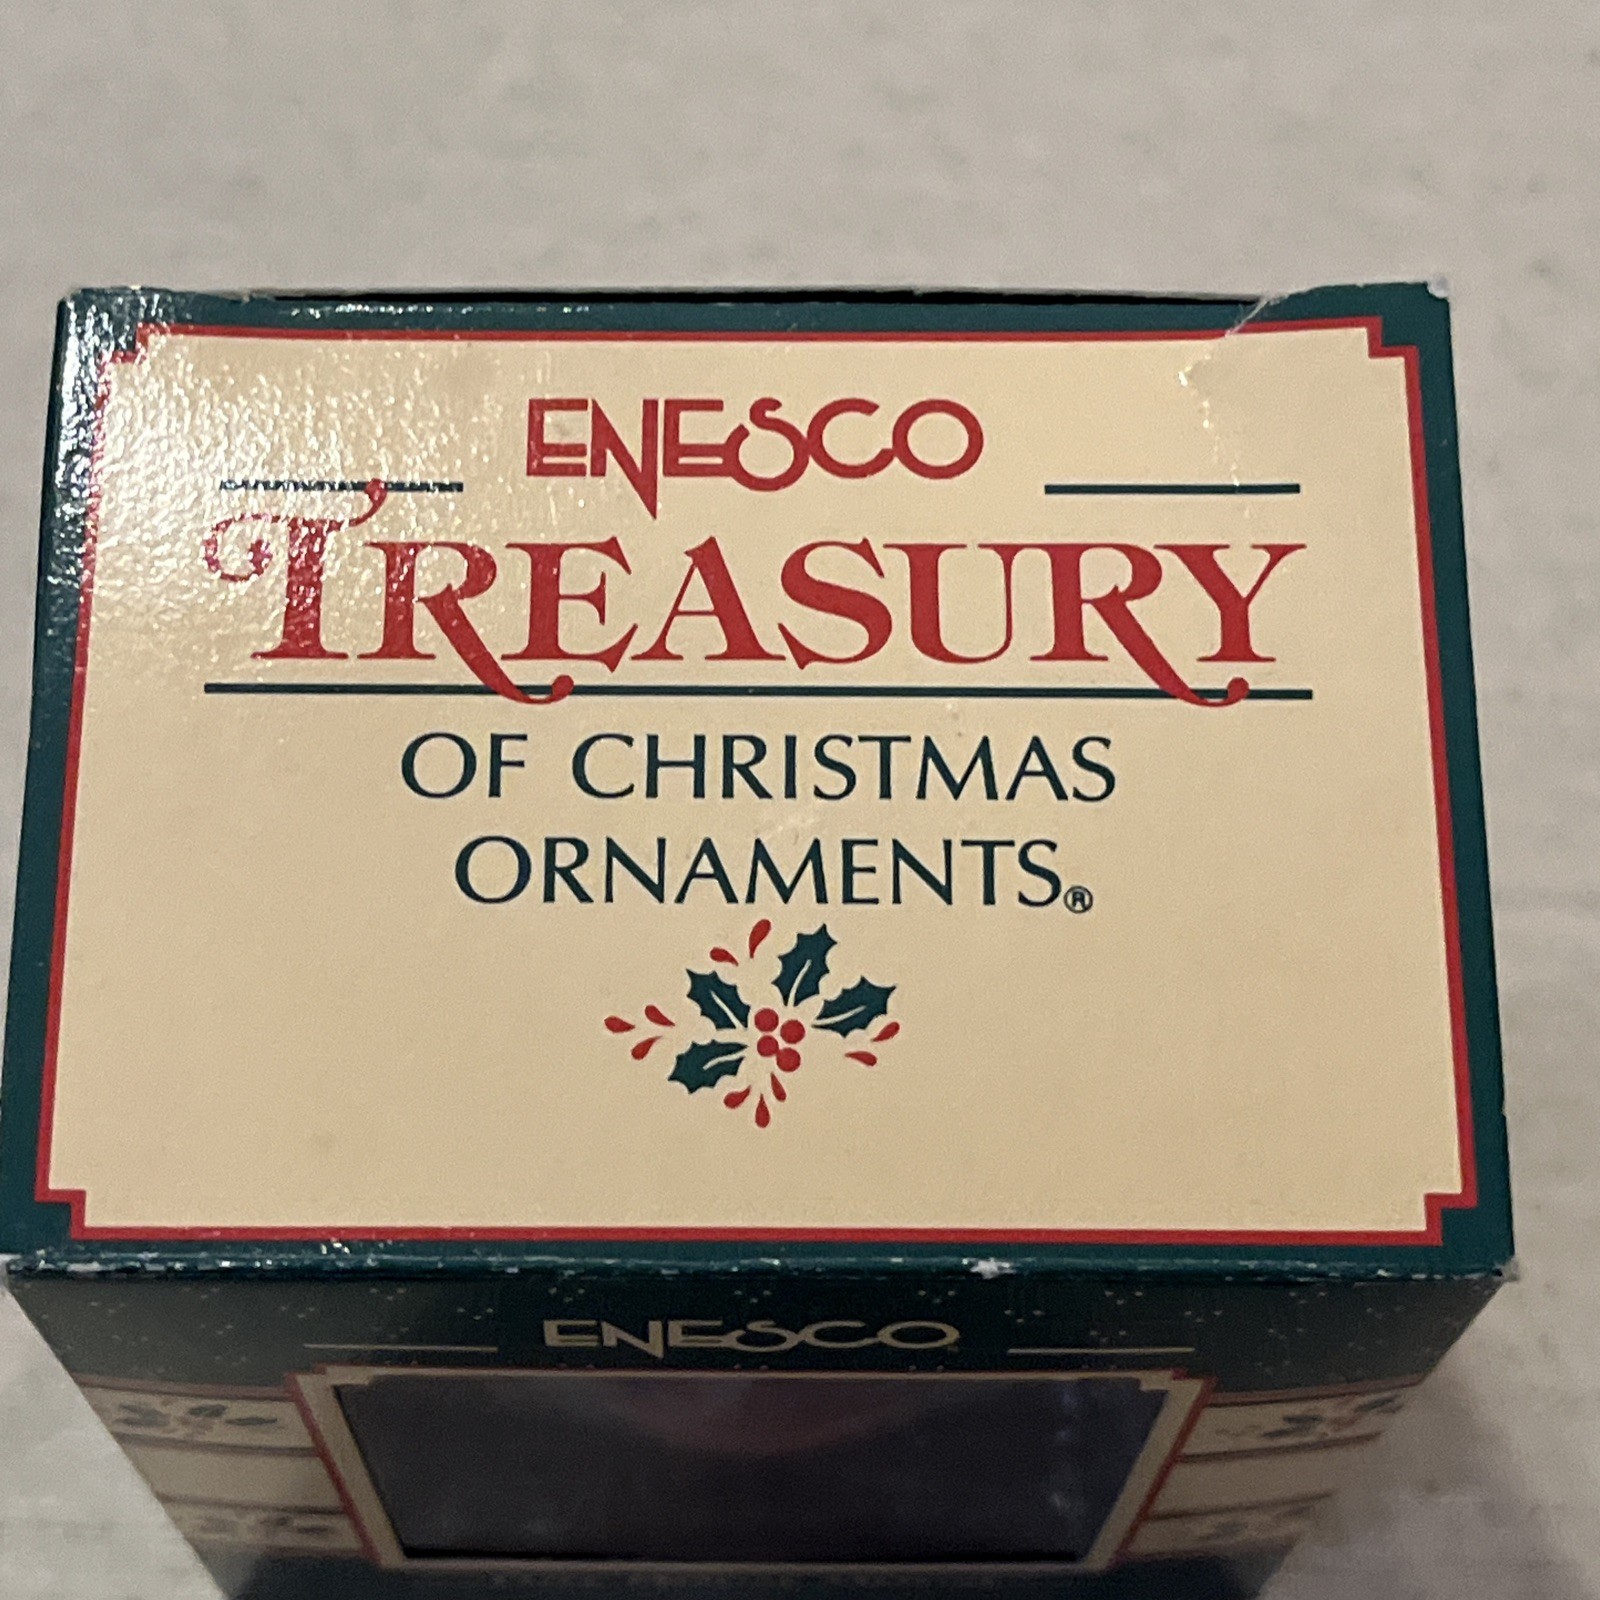 ENESCO
TREASURY
OF CHRISTMAS
ORNAMENTS®
ENESCO